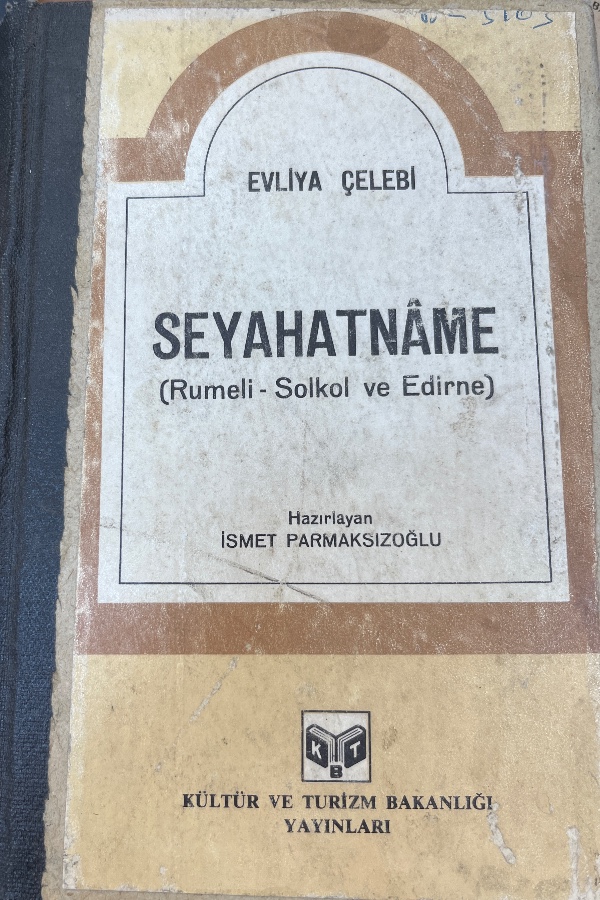 EVLİYA ÇELEBİ
SEYAHATNÂME
(Rumeli - Solkol ve Edirne)
Hazırlayan
İSMET PARMAKSIZOĞLU
K T
B
KÜLTÜR VE TURİZM BAKANLIĞI
YAYINLARI